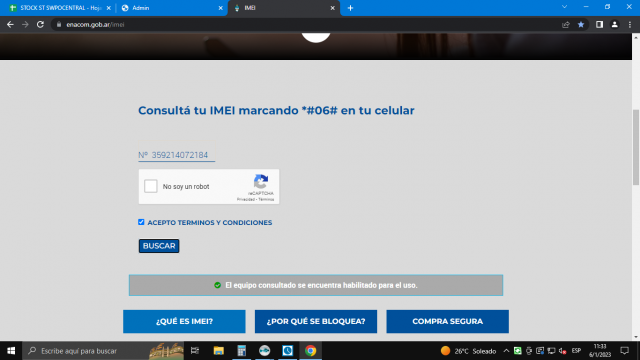 STOCK ST SWPOCENTRAL - Hoja
Admin
IMEI
enacom.gob.ar/imei
Consultá tu IMEI marcando *#06# en tu celular
Nº 359214072184
No soy un robot
reCAPTCHA
Privacidad - Términos
ACEPTO TERMINOS Y CONDICIONES
BUSCAR
El equipo consultado se encuentra habilitado para el uso.
¿QUÉ ES IMEI?
¿POR QUÉ SE BLOQUEA?
COMPRA SEGURA
Escribe aquí para buscar
26°C Soleado
ESP
11:33
6/1/2023